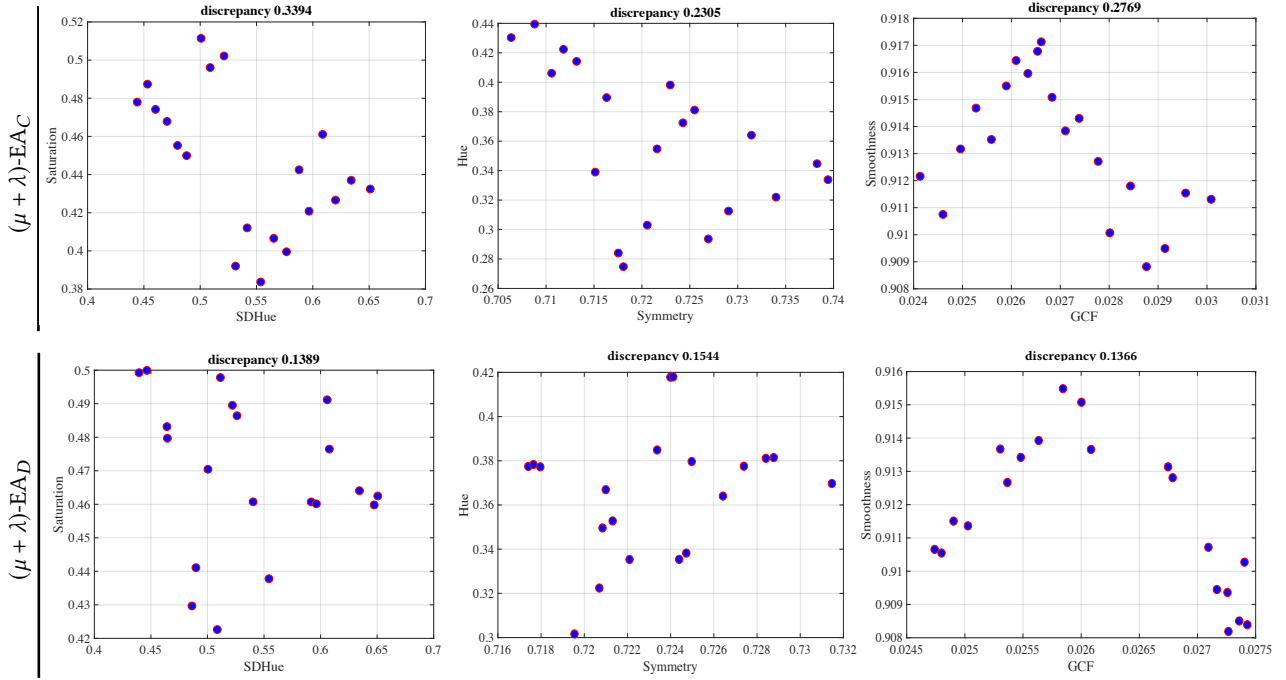 (μ + λ)-EA_C
discrepancy 0.3394
Saturation
0.52
0.5
0.48
0.46
0.44
0.42
0.4
0.38
0.4 0.45 0.5 0.55 0.6 0.65 0.7
SDHue
discrepancy 0.2305
Hue
0.44
0.42
0.4
0.38
0.36
0.34
0.32
0.3
0.28
0.26
0.705 0.71 0.715 0.72 0.725 0.73 0.735 0.74
Symmetry
discrepancy 0.2769
Smoothness
0.918
0.917
0.916
0.915
0.914
0.913
0.912
0.911
0.91
0.909
0.908
0.024 0.025 0.026 0.027 0.028 0.029 0.03 0.031
GCF
(μ + λ)-EA_D
discrepancy 0.1389
Saturation
0.5
0.49
0.48
0.47
0.46
0.45
0.44
0.43
0.42
0.4 0.45 0.5 0.55 0.6 0.65 0.7
SDHue
discrepancy 0.1544
Hue
0.42
0.4
0.38
0.36
0.34
0.32
0.3
0.716 0.718 0.72 0.722 0.724 0.726 0.728 0.73 0.732
Symmetry
discrepancy 0.1366
Smoothness
0.916
0.915
0.914
0.913
0.912
0.911
0.91
0.909
0.908
0.0245 0.025 0.0255 0.026 0.0265 0.027 0.0275
GCF